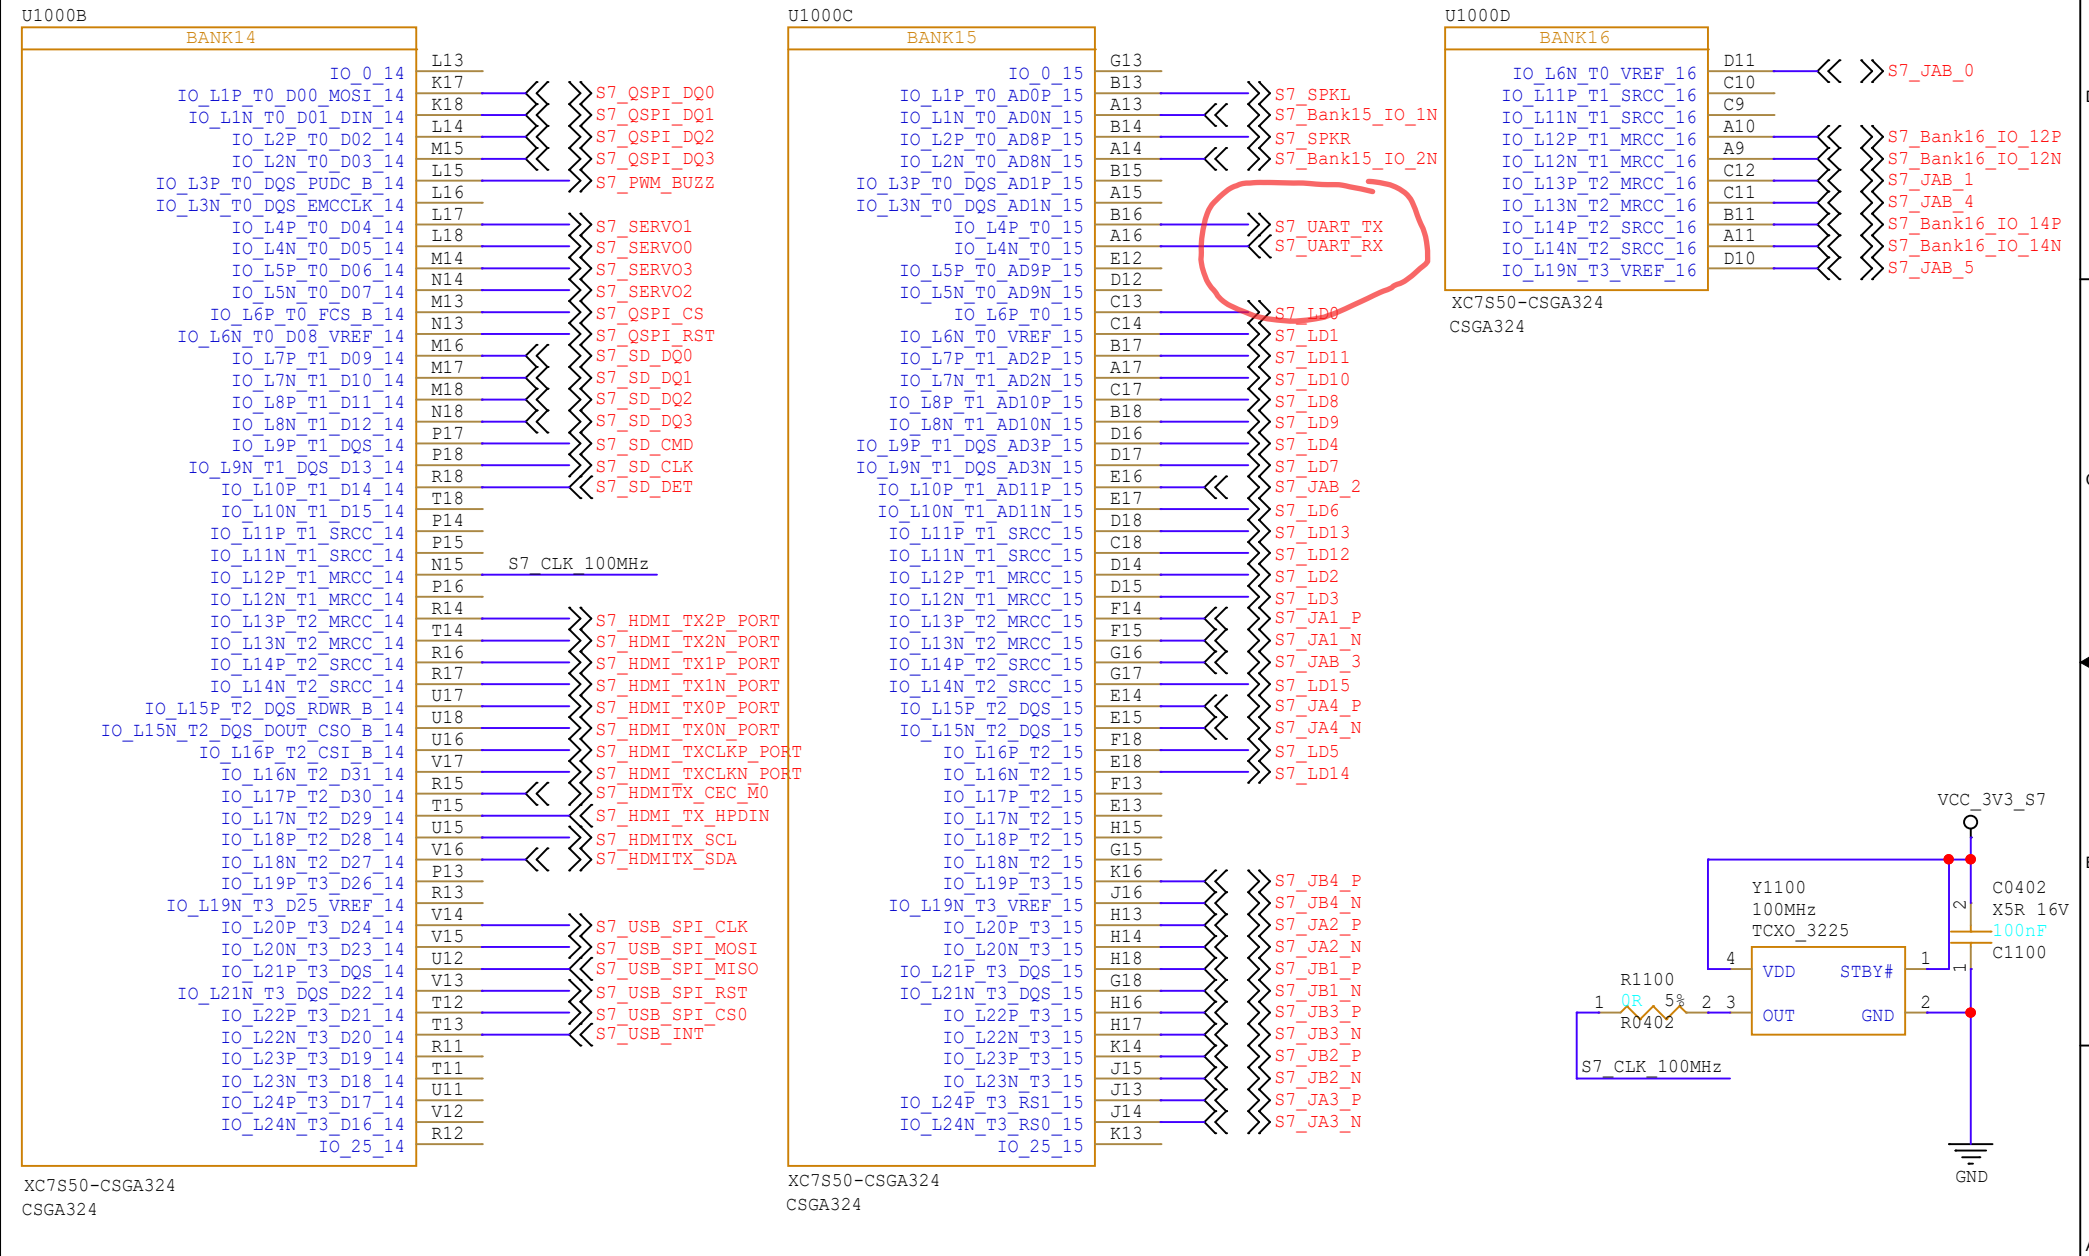 U1000B
BANK14
IO_0_14 L13
IO_L1P_T0_D00_MOSI_14 K17 S7_QSPI_DQ0
IO_L1N_T0_D01_DIN_14 K18 S7_QSPI_DQ1
IO_L2P_T0_D02_14 L14 S7_QSPI_DQ2
IO_L2N_T0_D03_14 M15 S7_QSPI_DQ3
IO_L3P_T0_DQS_PUDC_B_14 L15 S7_PWM_BUZZ
IO_L3N_T0_DQS_EMCCLK_14 L16
IO_L4P_T0_D04_14 L17 S7_SERVO1
IO_L4N_T0_D05_14 L18 S7_SERVO0
IO_L5P_T0_D06_14 M14 S7_SERVO3
IO_L5N_T0_D07_14 N14 S7_SERVO2
IO_L6P_T0_FCS_B_14 M13 S7_QSPI_CS
IO_L6N_T0_D08_VREF_14 N13 S7_QSPI_RST
IO_L7P_T1_D09_14 M16 S7_SD_DQ0
IO_L7N_T1_D10_14 M17 S7_SD_DQ1
IO_L8P_T1_D11_14 M18 S7_SD_DQ2
IO_L8N_T1_D12_14 N18 S7_SD_DQ3
IO_L9P_T1_DQS_14 P17 S7_SD_CMD
IO_L9N_T1_DQS_D13_14 P18 S7_SD_CLK
IO_L10P_T1_D14_14 R18 S7_SD_DET
IO_L10N_T1_D15_14 T18
IO_L11P_T1_SRCC_14 P14
IO_L11N_T1_SRCC_14 P15
IO_L12P_T1_MRCC_14 N15 S7_CLK_100MHz
IO_L12N_T1_MRCC_14 P16
IO_L13P_T2_MRCC_14 R14 S7_HDMI_TX2P_PORT
IO_L13N_T2_MRCC_14 T14 S7_HDMI_TX2N_PORT
IO_L14P_T2_SRCC_14 R16 S7_HDMI_TX1P_PORT
IO_L14N_T2_SRCC_14 R17 S7_HDMI_TX1N_PORT
IO_L15P_T2_DQS_RDWR_B_14 U17 S7_HDMI_TX0P_PORT
IO_L15N_T2_DQS_DOUT_CSO_B_14 U18 S7_HDMI_TX0N_PORT
IO_L16P_T2_CSI_B_14 U16 S7_HDMI_TXCLKP_PORT
IO_L16N_T2_D31_14 V17 S7_HDMI_TXCLKN_PORT
IO_L17P_T2_D30_14 R15 S7_HDMITX_CEC_M0
IO_L17N_T2_D29_14 T15 S7_HDMI_TX_HPDIN
IO_L18P_T2_D28_14 U15 S7_HDMITX_SCL
IO_L18N_T2_D27_14 V16 S7_HDMITX_SDA
IO_L19P_T3_D26_14 P13
IO_L19N_T3_D25_VREF_14 R13
IO_L20P_T3_D24_14 V14 S7_USB_SPI_CLK
IO_L20N_T3_D23_14 V15 S7_USB_SPI_MOSI
IO_L21P_T3_DQS_14 U12 S7_USB_SPI_MISO
IO_L21N_T3_DQS_D22_14 V13 S7_USB_SPI_RST
IO_L22P_T3_D21_14 T12 S7_USB_SPI_CS0
IO_L22N_T3_D20_14 T13 S7_USB_INT
IO_L23P_T3_D19_14 R11
IO_L23N_T3_D18_14 T11
IO_L24P_T3_D17_14 U11
IO_L24N_T3_D16_14 V12
IO_25_14 R12
XC7S50-CSGA324
CSGA324
U1000C
BANK15
IO_0_15 G13
IO_L1P_T0_AD0P_15 B13 S7_SPKL
IO_L1N_T0_AD0N_15 A13 S7_Bank15_IO_1N
IO_L2P_T0_AD8P_15 B14 S7_SPKR
IO_L2N_T0_AD8N_15 A14 S7_Bank15_IO_2N
IO_L3P_T0_DQS_AD1P_15 B15
IO_L3N_T0_DQS_AD1N_15 A15
IO_L4P_T0_15 B16 S7_UART_TX
IO_L4N_T0_15 A16 S7_UART_RX
IO_L5P_T0_AD9P_15 E12
IO_L5N_T0_AD9N_15 D12
IO_L6P_T0_15 C13 S7_LD0
IO_L6N_T0_VREF_15 C14 S7_LD1
IO_L7P_T1_AD2P_15 B17 S7_LD11
IO_L7N_T1_AD2N_15 A17 S7_LD10
IO_L8P_T1_AD10P_15 C17 S7_LD8
IO_L8N_T1_AD10N_15 B18 S7_LD9
IO_L9P_T1_DQS_AD3P_15 D16 S7_LD4
IO_L9N_T1_DQS_AD3N_15 D17 S7_LD7
IO_L10P_T1_AD11P_15 E16 S7_JAB_2
IO_L10N_T1_AD11N_15 E17 S7_LD6
IO_L11P_T1_SRCC_15 D18 S7_LD13
IO_L11N_T1_SRCC_15 C18 S7_LD12
IO_L12P_T1_MRCC_15 D14 S7_LD2
IO_L12N_T1_MRCC_15 D15 S7_LD3
IO_L13P_T2_MRCC_15 F14 S7_JA1_P
IO_L13N_T2_MRCC_15 F15 S7_JA1_N
IO_L14P_T2_SRCC_15 G16 S7_JAB_3
IO_L14N_T2_SRCC_15 G17 S7_LD15
IO_L15P_T2_DQS_15 E14 S7_JA4_P
IO_L15N_T2_DQS_15 E15 S7_JA4_N
IO_L16P_T2_15 F18 S7_LD5
IO_L16N_T2_15 E18 S7_LD14
IO_L17P_T2_15 F13
IO_L17N_T2_15 E13
IO_L18P_T2_15 H15
IO_L18N_T2_15 G15
IO_L19P_T3_15 K16 S7_JB4_P
IO_L19N_T3_VREF_15 J16 S7_JB4_N
IO_L20P_T3_15 H13 S7_JA2_P
IO_L20N_T3_15 H14 S7_JA2_N
IO_L21P_T3_DQS_15 H18 S7_JB1_P
IO_L21N_T3_DQS_15 G18 S7_JB1_N
IO_L22P_T3_15 H16 S7_JB3_P
IO_L22N_T3_15 H17 S7_JB3_N
IO_L23P_T3_15 K14 S7_JB2_P
IO_L23N_T3_15 J15 S7_JB2_N
IO_L24P_T3_RS1_15 J13 S7_JA3_P
IO_L24N_T3_RS0_15 J14 S7_JA3_N
IO_25_15 K13
XC7S50-CSGA324
CSGA324
U1000D
BANK16
IO_L6N_T0_VREF_16 D11 S7_JAB_0
IO_L11P_T1_SRCC_16 C10
IO_L11N_T1_SRCC_16 C9
IO_L12P_T1_MRCC_16 A10 S7_Bank16_IO_12P
IO_L12N_T1_MRCC_16 A9 S7_Bank16_IO_12N
IO_L13P_T2_MRCC_16 C12 S7_JAB_1
IO_L13N_T2_MRCC_16 C11 S7_JAB_4
IO_L14P_T2_SRCC_16 B11 S7_Bank16_IO_14P
IO_L14N_T2_SRCC_16 A11 S7_Bank16_IO_14N
IO_L19N_T3_VREF_16 D10 S7_JAB_5
XC7S50-CSGA324
CSGA324
VCC_3V3_S7
Y1100
100MHz
TCXO_3225
C0402
X5R 16V
100nF
C1100
2
1
4 VDD STBY# 1
3 OUT GND 2
R1100
1 0R 5% 2
R0402
S7_CLK_100MHz
GND